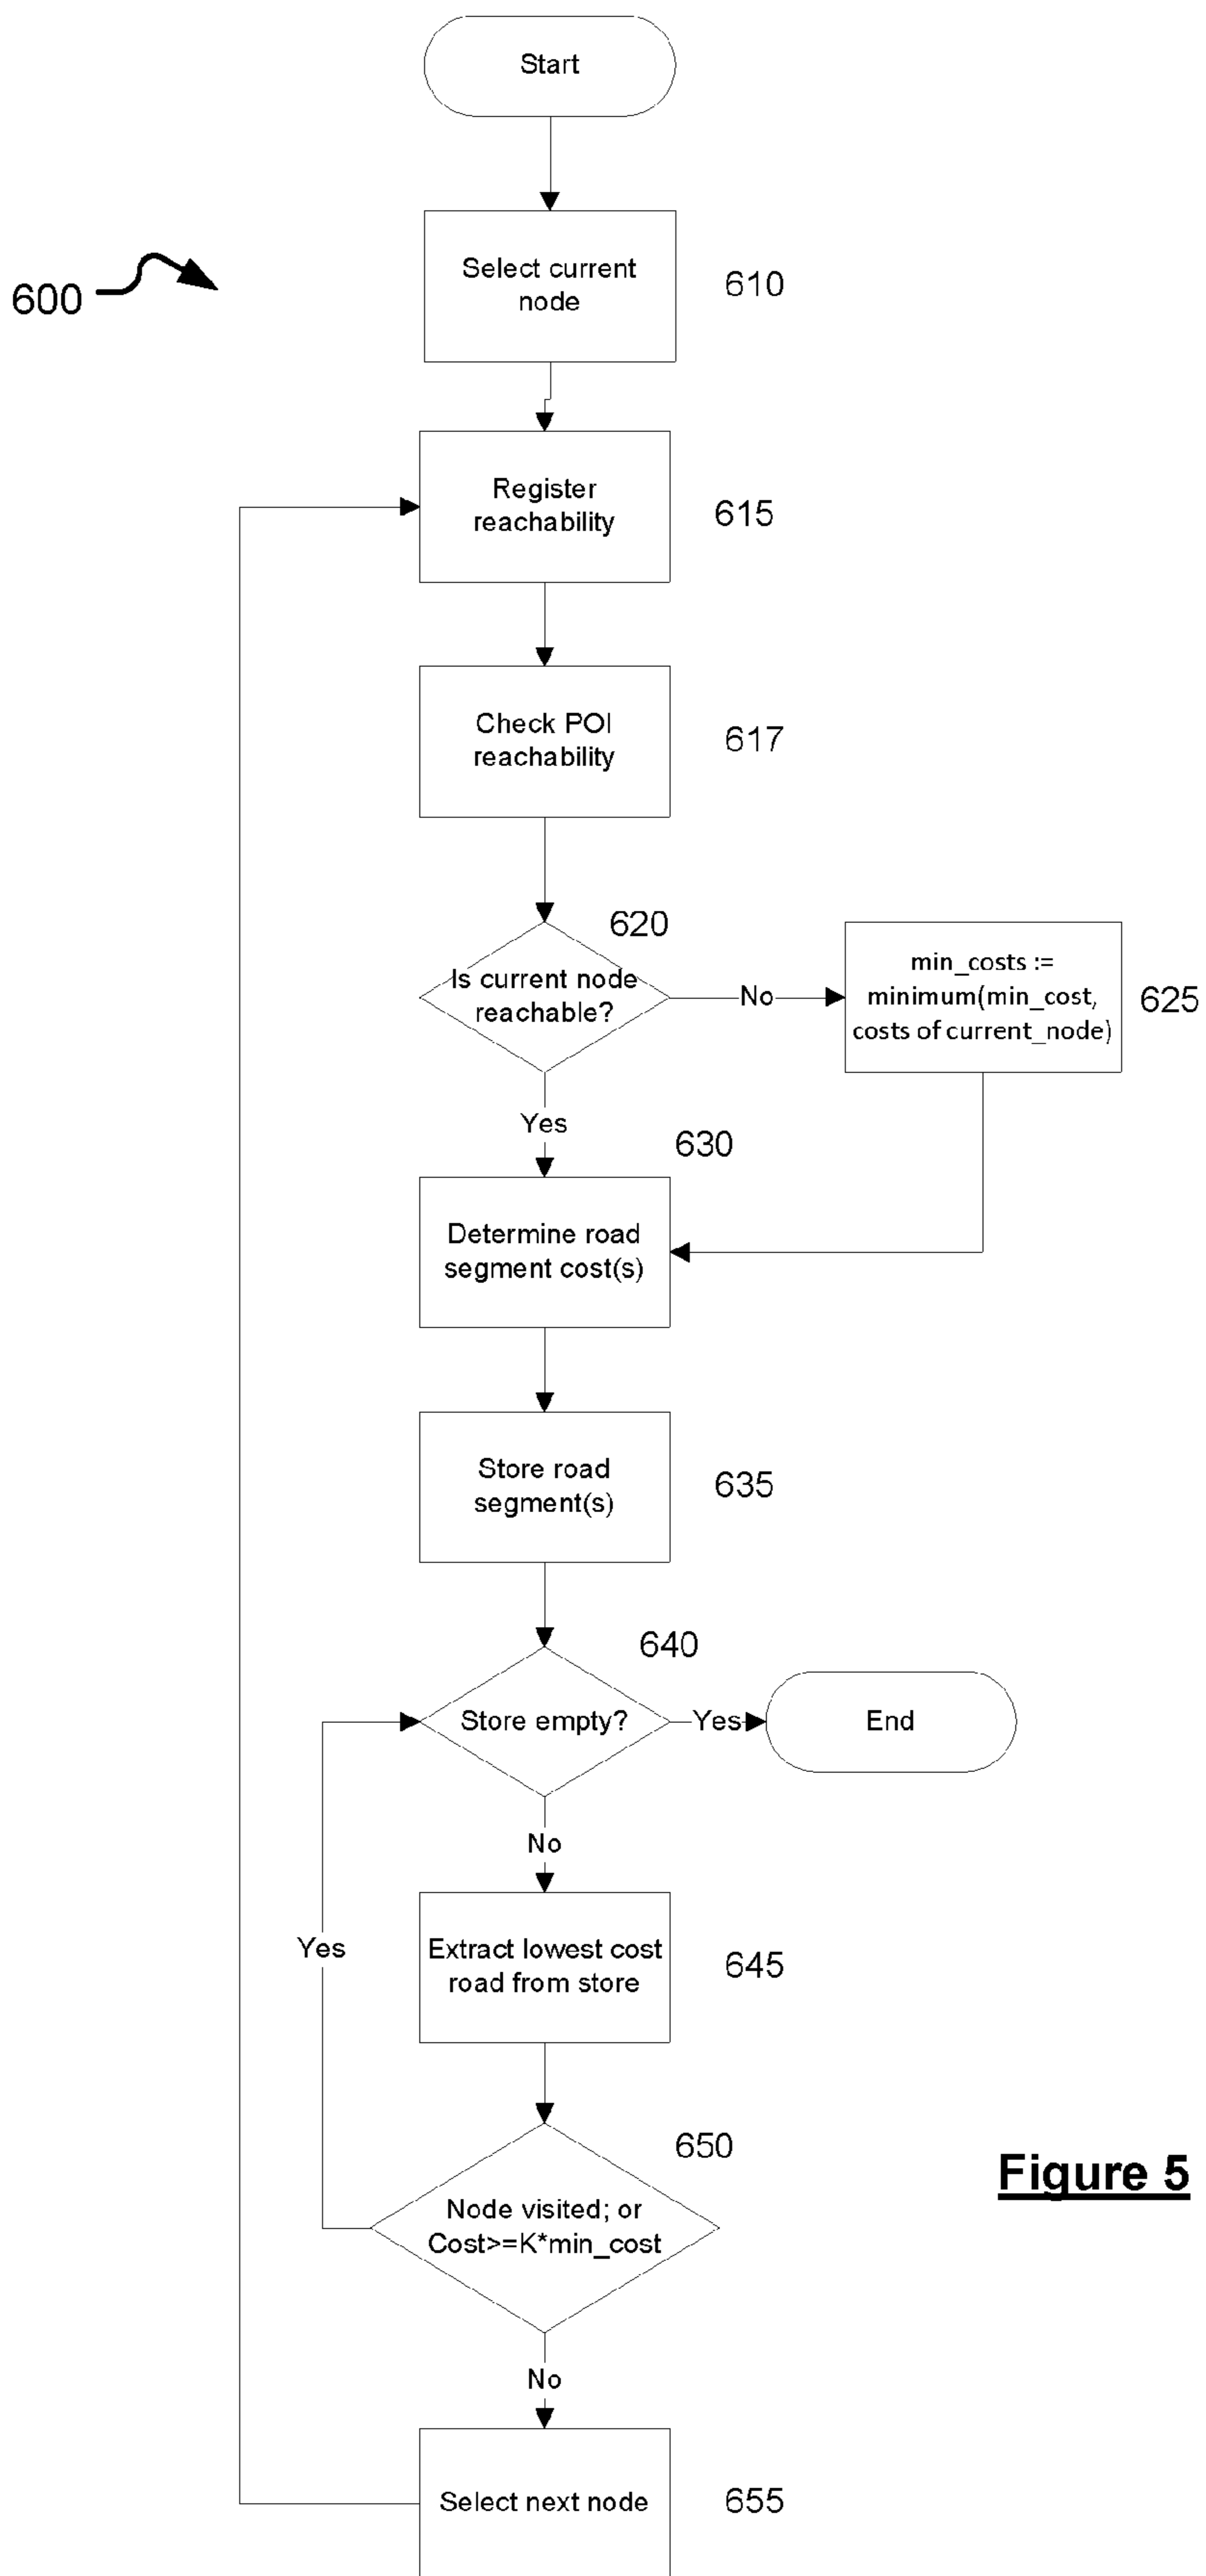 Start
600
Select current
node
610
Register
reachability
615
Check POI
reachability
617
620
Is current node
reachable?
No
min_costs :=
minimum(min_cost,
costs of current_node)
625
Yes
630
Determine road
segment cost(s)
Store road
segment(s)
635
640
Store empty?
Yes
End
No
Yes
Extract lowest cost
road from store
645
650
Node visited; or
Cost>=K*min_cost
Figure 5
No
Select next node
655